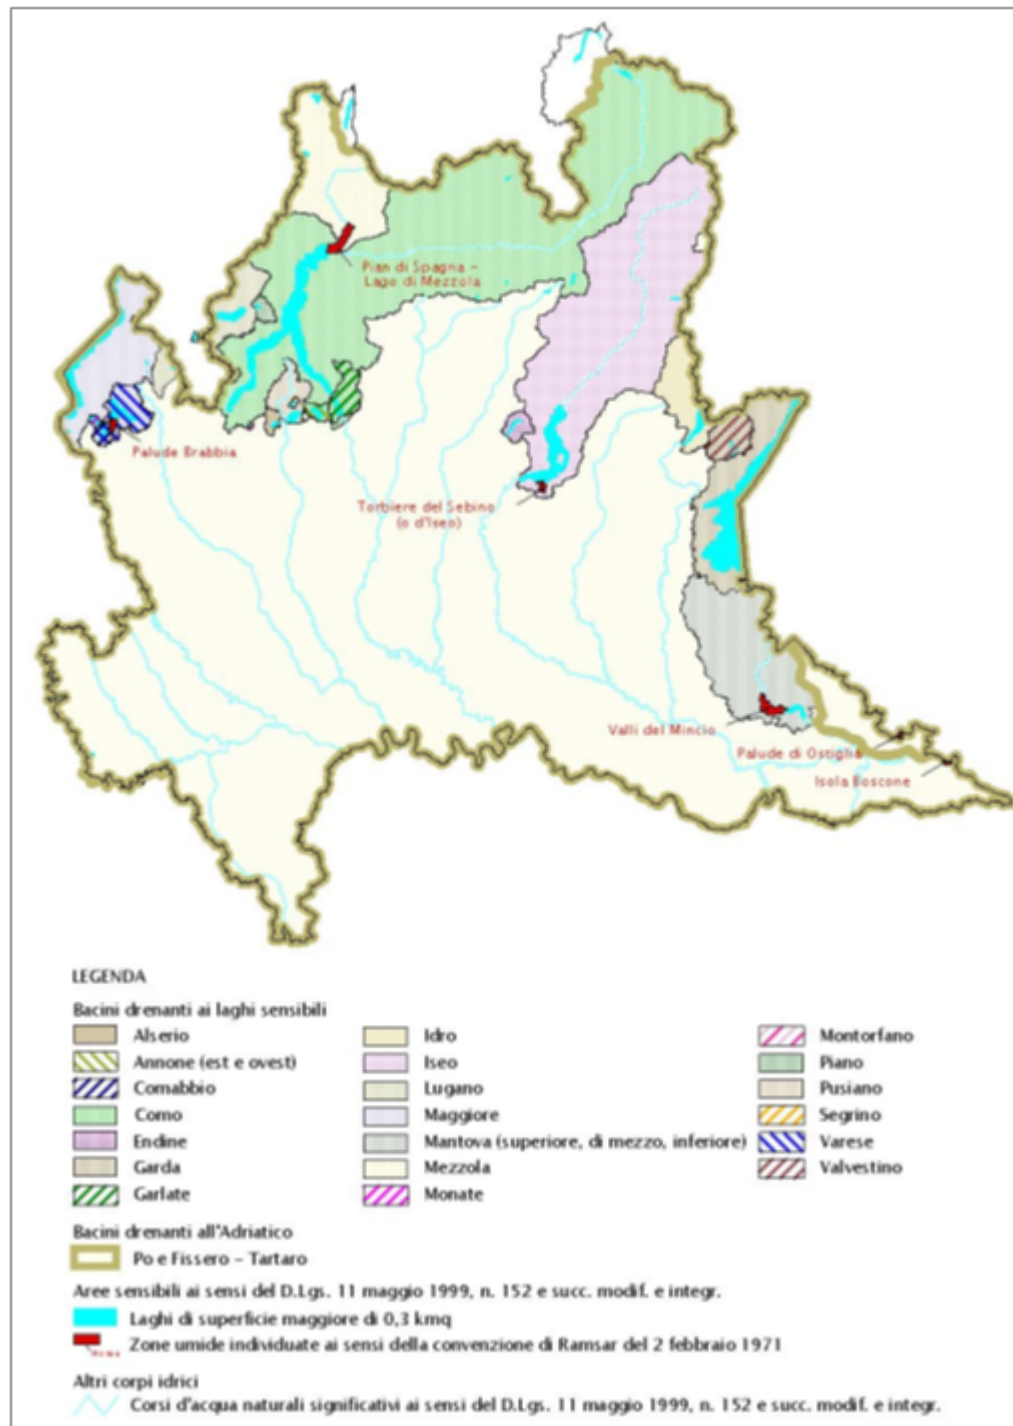 Pian di Spagna –
Lago di Mezzola
Palude Brabbia
Torbiere del Sebino
(o d'Iseo)
Valli del Mincio
Palude di Ostiglia
Isola Boscone
LEGENDA
Bacini drenanti ai laghi sensibili
Alserio
Idro
Montorfano
Annone (est e ovest)
Iseo
Piano
Comabbio
Lugano
Pusiano
Como
Maggiore
Segrino
Endine
Mantova (superiore, di mezzo, inferiore)
Varese
Garda
Mezzola
Valvestino
Garlate
Monate
Bacini drenanti all'Adriatico
Po e Fissero – Tartaro
Aree sensibili ai sensi del D.Lgs. 11 maggio 1999, n. 152 e succ. modif. e integr.
Laghi di superficie maggiore di 0,3 kmq
Zone umide individuate ai sensi della convenzione di Ramsar del 2 febbraio 1971
Altri corpi idrici
Corsi d'acqua naturali significativi ai sensi del D.Lgs. 11 maggio 1999, n. 152 e succ. modif. e integr.